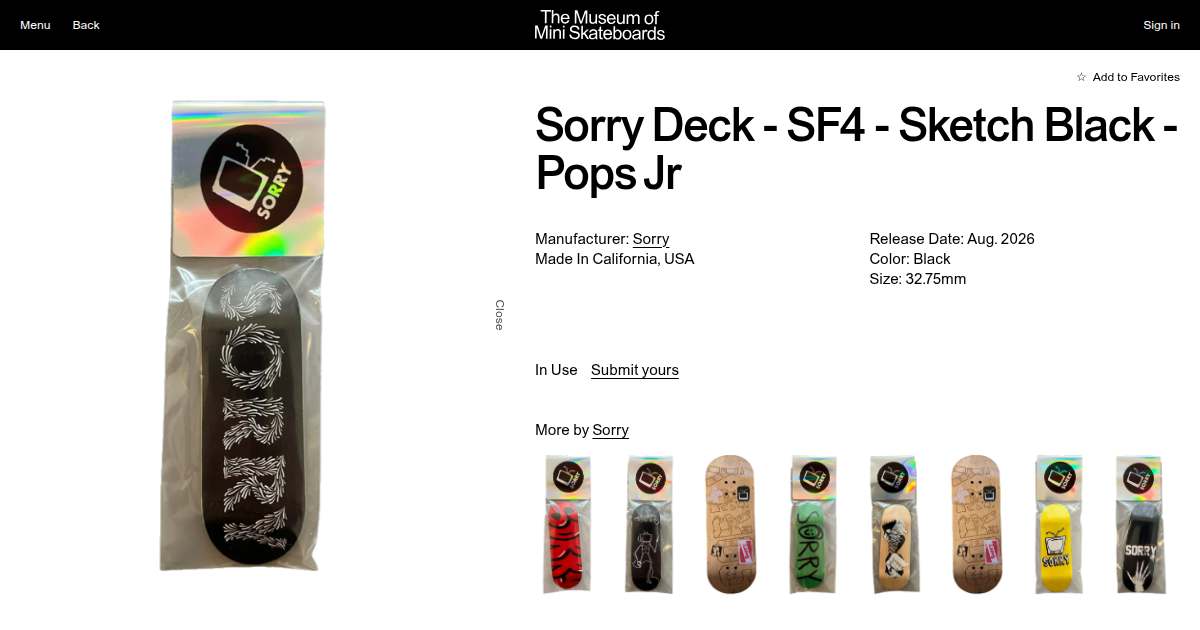 Menu
Back
The Museum of
Mini Skateboards
Sign in
☆ Add to Favorites
SORRY
SORRY
Close
Sorry Deck - SF4 - Sketch Black -
Pops Jr
Manufacturer: Sorry
Made In California, USA
Release Date: Aug. 2026
Color: Black
Size: 32.75mm
In Use
Submit yours
More by Sorry
SORRY
SORRY
SORRY